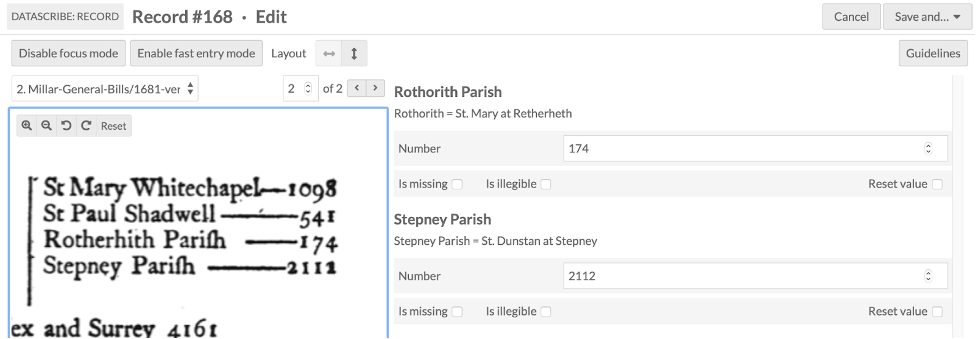 DATASCRIBE: RECORD Record #168 · Edit Cancel Save and...
Disable focus mode Enable fast entry mode Layout Guidelines
2. Millar-General-Bills/1681-ver 2 of 2 < >
Reset
St Mary Whitechapel—1098
St Paul Shadwell —541
Rotherhith Pariſh —174
Stepney Pariſh —2112
ex and Surrey 4161
Rothorith Parish
Rothorith = St. Mary at Retherheth
Number 174
Is missing Is illegible Reset value
Stepney Parish
Stepney Parish = St. Dunstan at Stepney
Number 2112
Is missing Is illegible Reset value